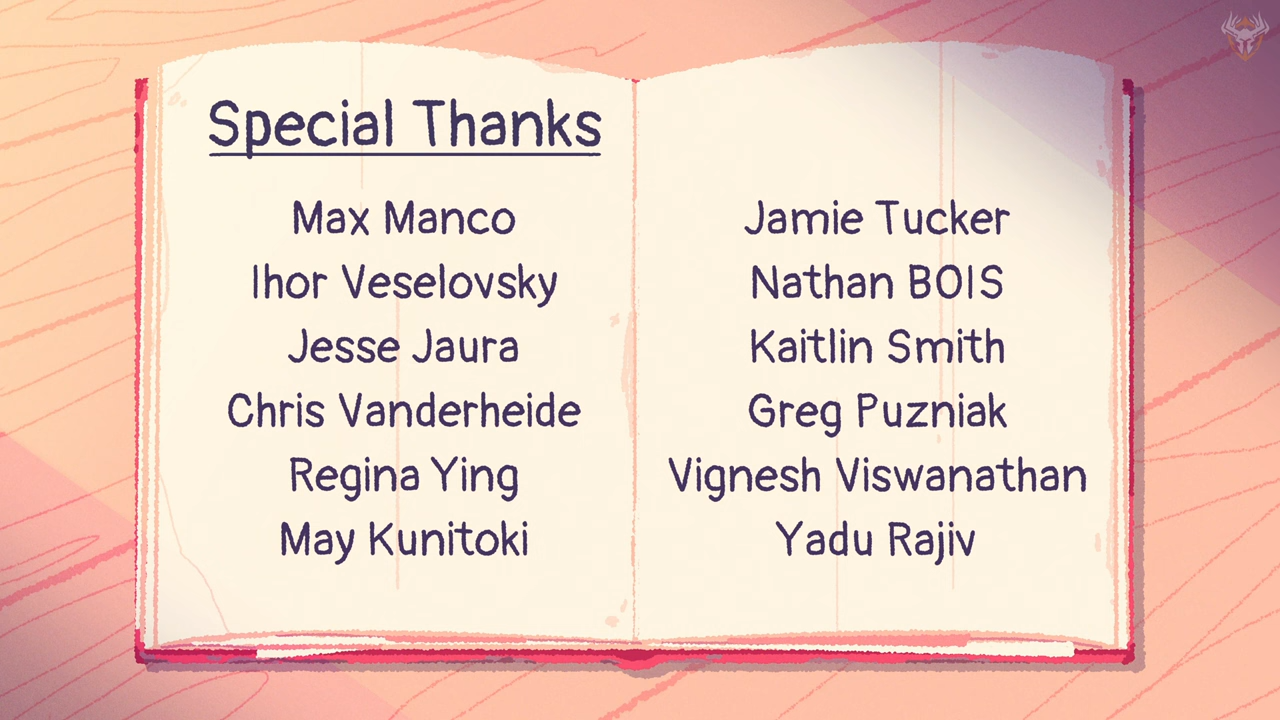 Special Thanks
Max Manco
Ihor Veselovsky
Jesse Jaura
Chris Vanderheide
Regina Ying
May Kunitoki
Jamie Tucker
Nathan BOIS
Kaitlin Smith
Greg Puzniak
Vignesh Viswanathan
Yadu Rajiv